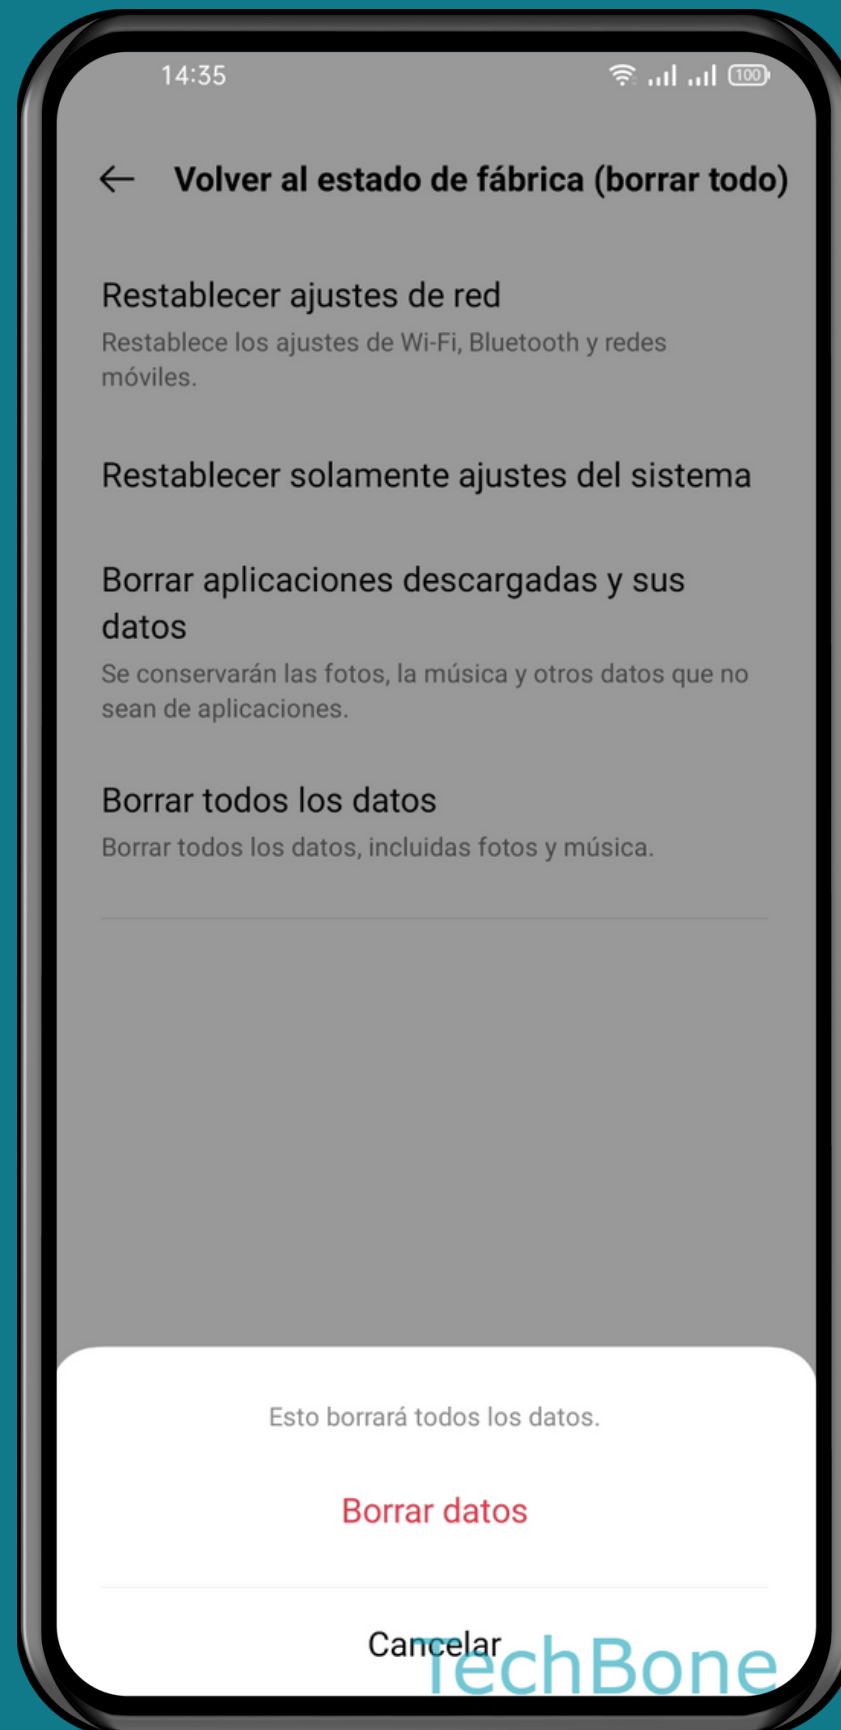 14:35
100
Volver al estado de fábrica (borrar todo)
Restablecer ajustes de red
Restablece los ajustes de Wi-Fi, Bluetooth y redes
móviles.
Restablecer solamente ajustes del sistema
Borrar aplicaciones descargadas y sus
datos
Se conservarán las fotos, la música y otros datos que no
sean de aplicaciones.
Borrar todos los datos
Borrar todos los datos, incluidas fotos y música.
Esto borrará todos los datos.
Borrar datos
Cancelar
TechBone